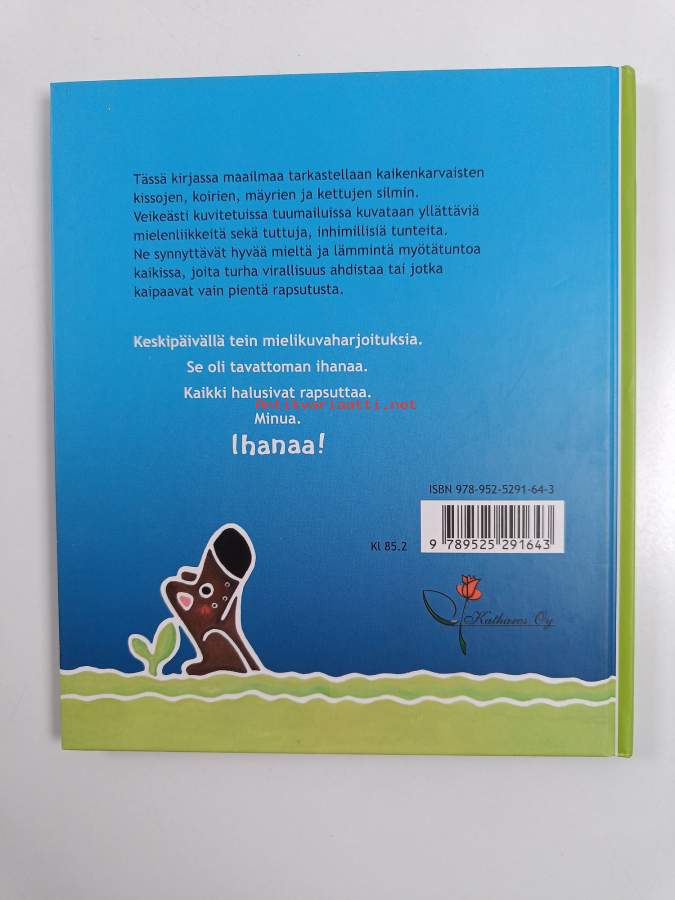 Tässä kirjassa maailmaa tarkastellaan kaikenkarvaisten
kissojen, koirien, mäyrien ja kettujen silmin.
Veikeästi kuvitetuissa tuumailuissa kuvataan yllättäviä
mielenliikkeitä sekä tuttuja, inhimillisiä tunteita.
Ne synnyttävät hyvää mieltä ja lämmintä myötätuntoa
kaikissa, joita turha virallisuus ahdistaa tai jotka
kaipaavat vain pientä rapsutusta.
Keskipäivällä tein mielikuvaharjoituksia.
Se oli tavattoman ihanaa.
Kaikki halusivat rapsuttaa.
Antikvariaatti.net
Minua.
Ihanaa!
ISBN 978-952-5291-64-3
Kl 85.2
9 789525 291643
Katharos Oy